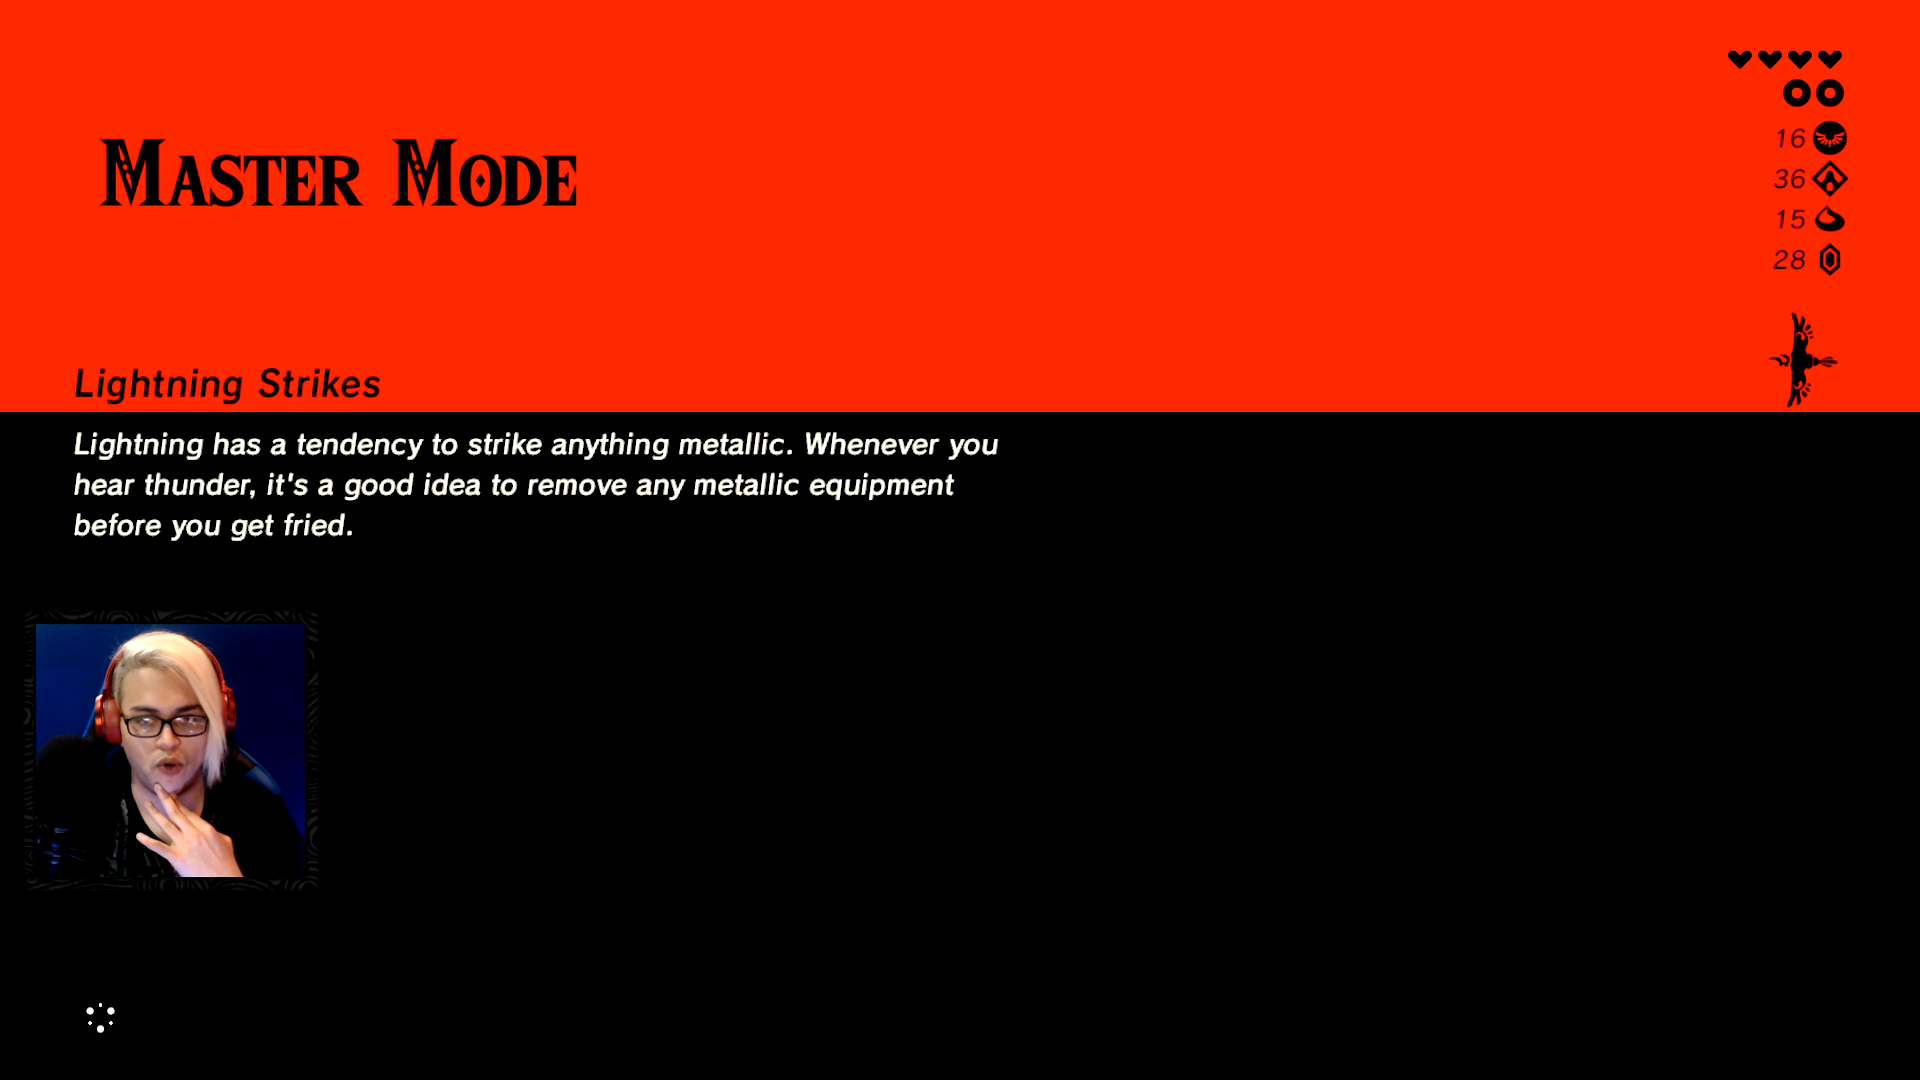 Master Mode
16
36
15
28
Lightning Strikes
Lightning has a tendency to strike anything metallic. Whenever you
hear thunder, it's a good idea to remove any metallic equipment
before you get fried.